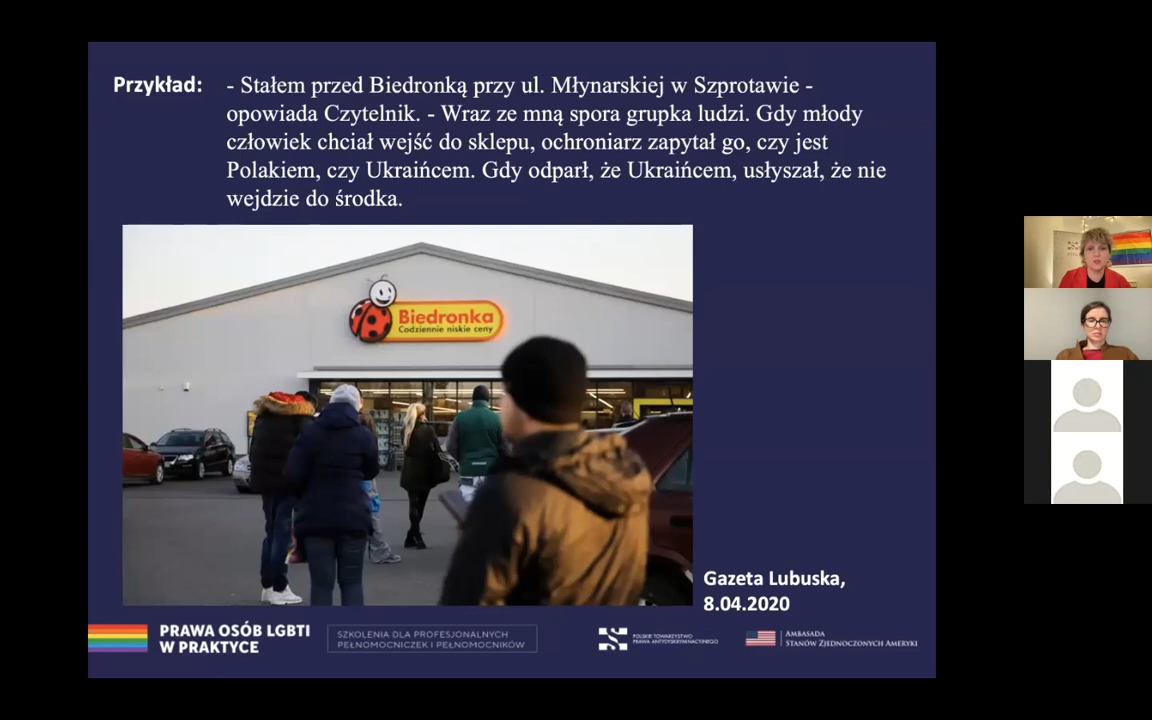 Przykład:
- Stałem przed Biedronką przy ul. Młynarskiej w Szprotawie -
opowiada Czytelnik. - Wraz ze mną spora grupka ludzi. Gdy młody
człowiek chciał wejść do sklepu, ochroniarz zapytał go, czy jest
Polakiem, czy Ukraińcem. Gdy odparł, że Ukraińcem, usłyszał, że nie
wejdzie do środka.
Biedronka
Codziennie niskie ceny
Gazeta Lubuska,
8.04.2020
PRAWA OSÓB LGBTI
W PRAKTYCE
SZKOLENIA DLA PROFESJONALNYCH
PEŁNOMOCNICZEK I PEŁNOMOCNIKÓW
POLSKIE TOWARZYSTWO
PRAWA ANTYDYSKRYMINACYJNEGO
AMBASADA
STANÓW ZJEDNOCZONYCH AMERYKI